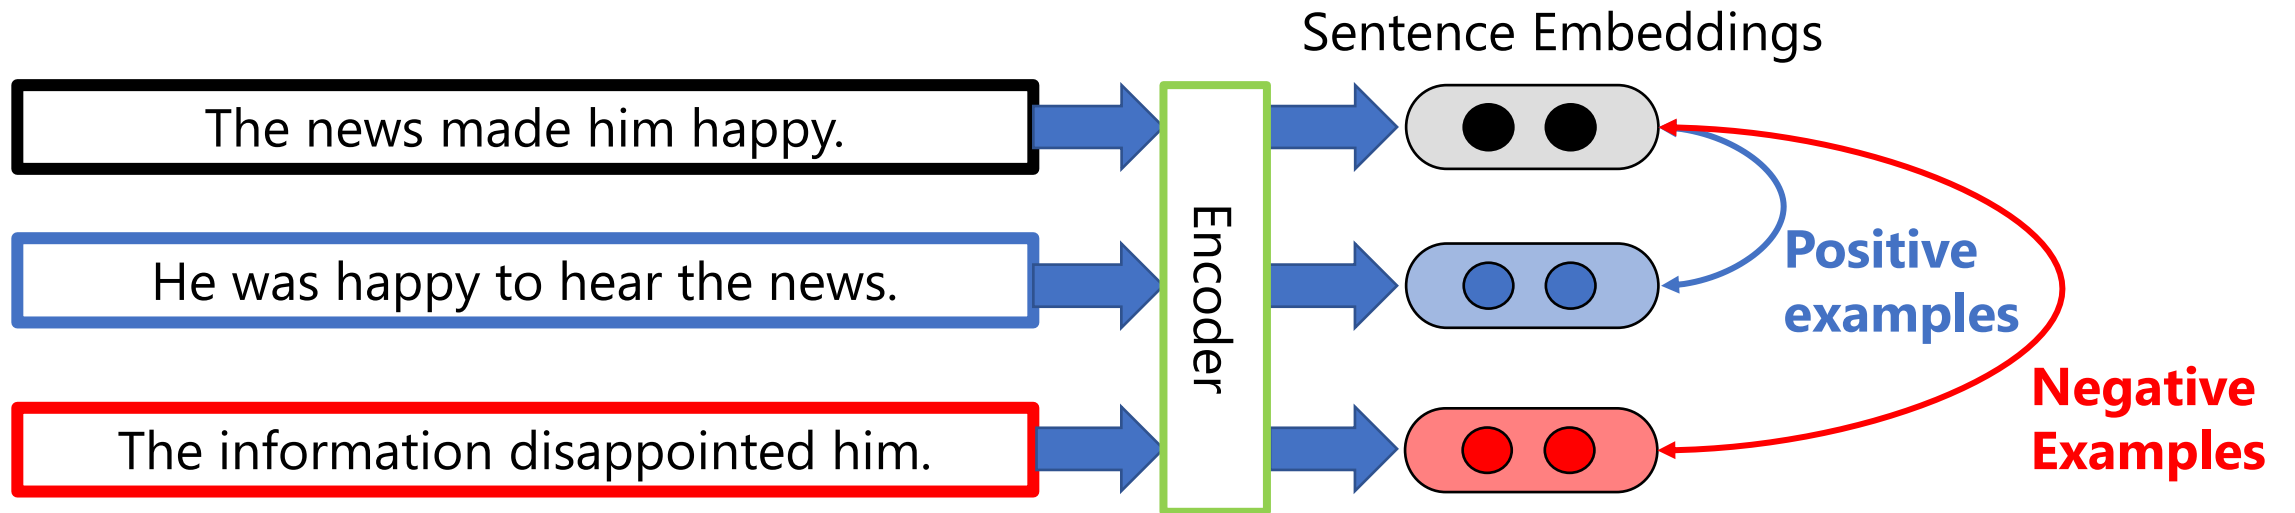 Sentence Embeddings
The news made him happy.
He was happy to hear the news.
The information disappointed him.
Encoder
Positive
examples
Negative
Examples